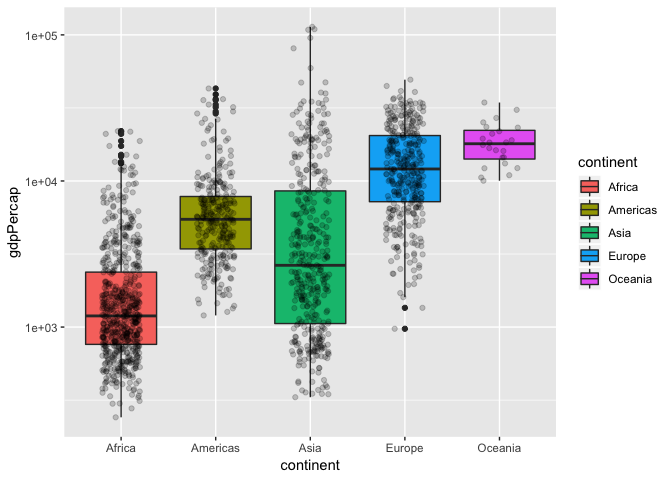 1e+05
1e+04
1e+03
gdpPercap
Africa Americas Asia Europe Oceania
continent
continent
Africa
Americas
Asia
Europe
Oceania